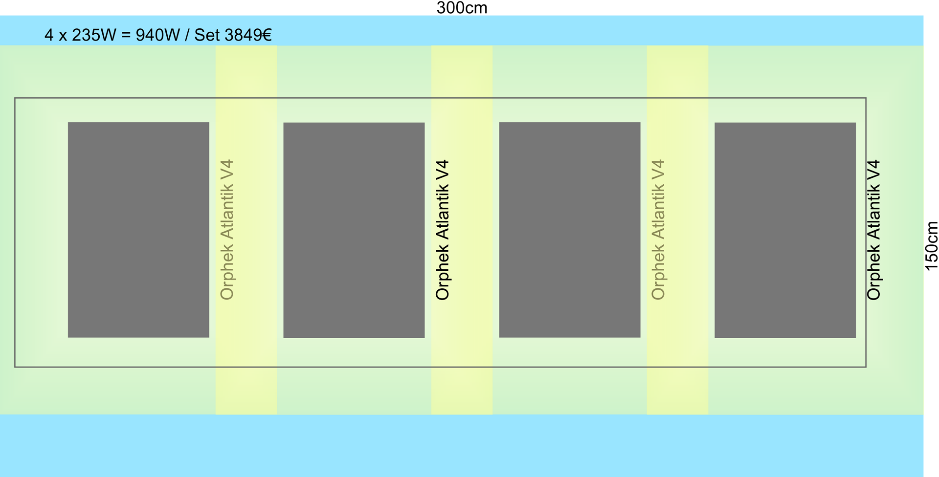 300cm
4 x 235W = 940W / Set 3849€
Orphek Atlantik V4
Orphek Atlantik V4
Orphek Atlantik V4
Orphek Atlantik V4
150cm